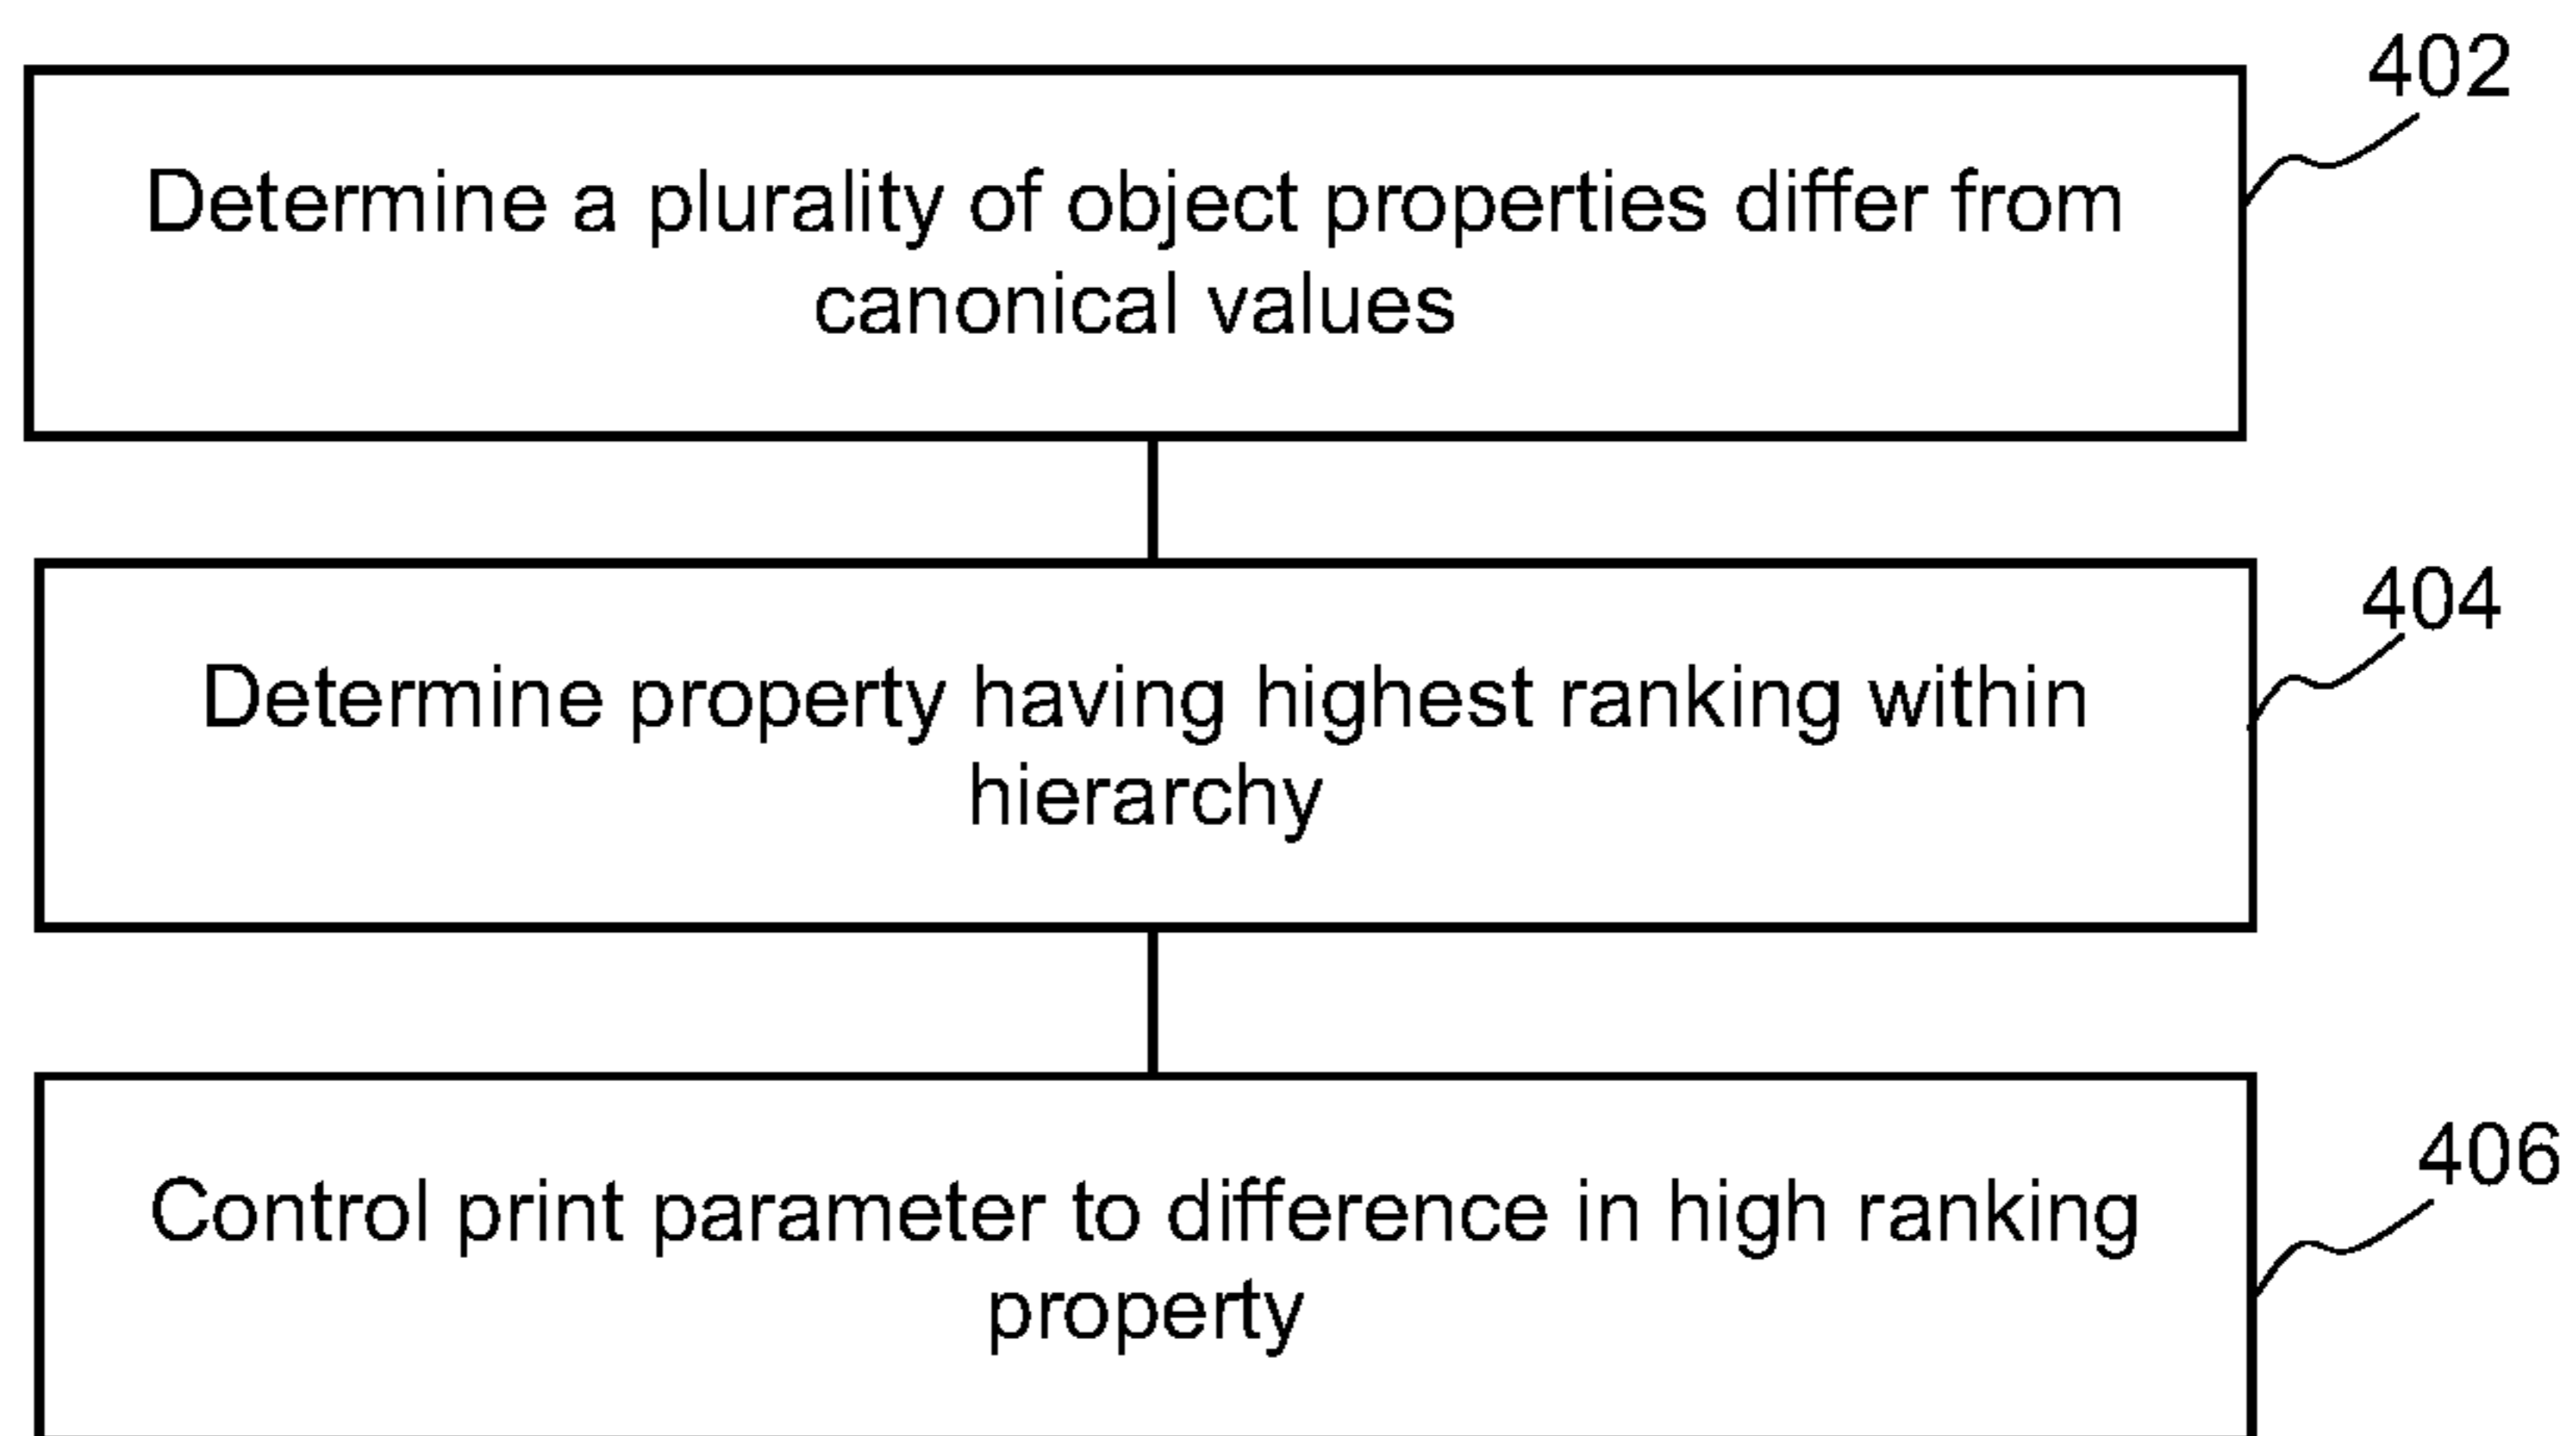 402
Determine a plurality of object properties differ from
canonical values
404
Determine property having highest ranking within
hierarchy
406
Control print parameter to difference in high ranking
property